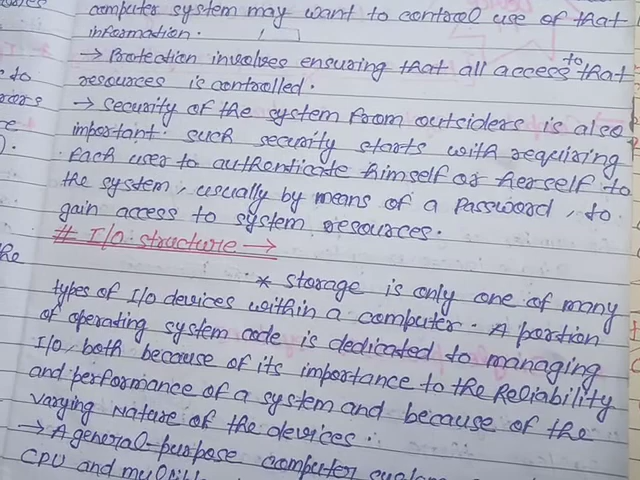 computer system may want to control use of that
information.
→ Protection involves ensuring that all access to that
resources is controlled.
→ security of the system from outsiders is also
important. such security starts with requiring
each user to authenticate himself or herself to
the system, usually by means of a password, to
gain access to system resources.
# I/O structure →
* storage is only one of many
types of I/O devices within a computer. A portion
of operating system code is dedicated to managing
I/O, both because of its importance to the Reliability
and performance of a system and because of the
varying nature of the devices.
→ A general-purpose computer
CPU and